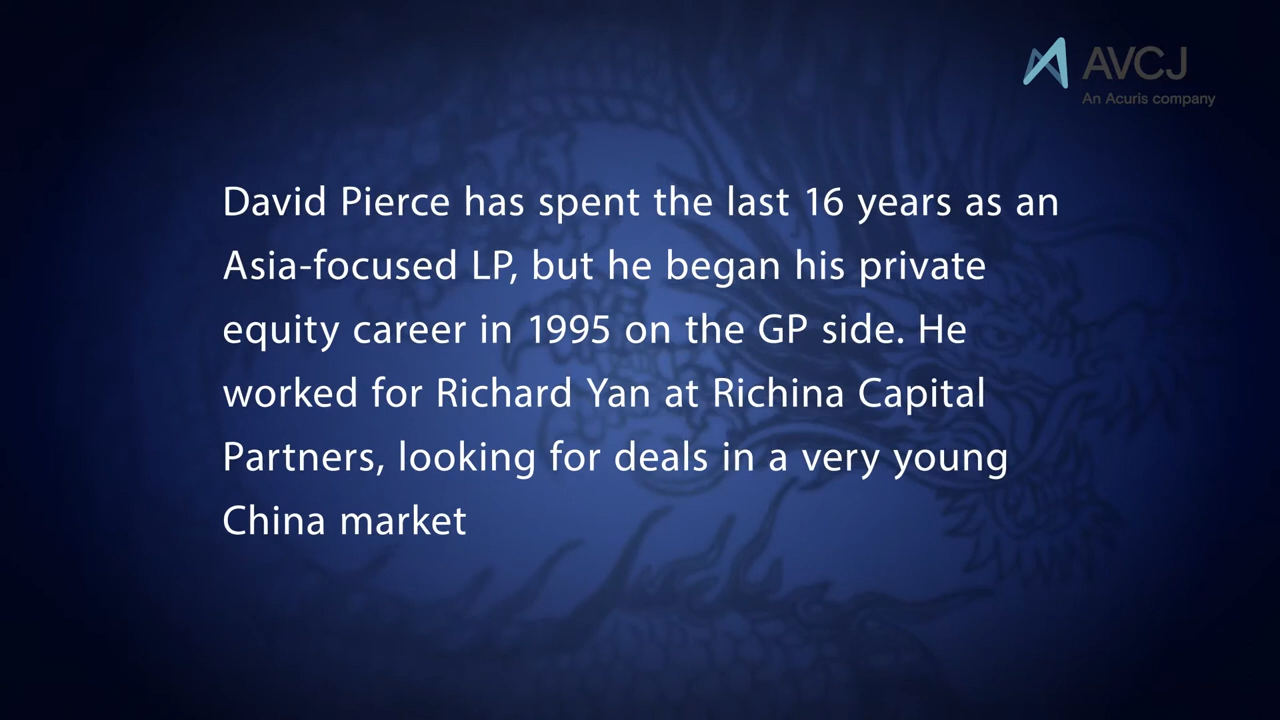 AVCJ
An Acuris company
David Pierce has spent the last 16 years as an
Asia-focused LP, but he began his private
equity career in 1995 on the GP side. He
worked for Richard Yan at Richina Capital
Partners, looking for deals in a very young
China market